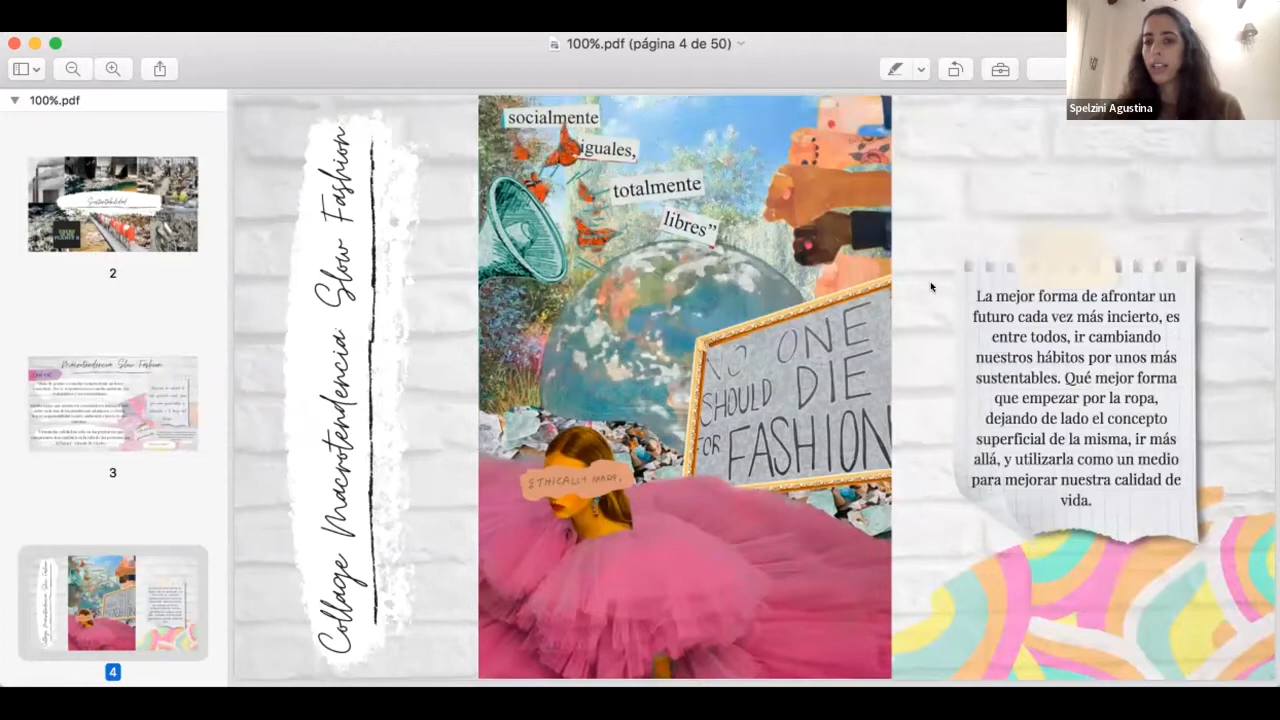 100%.pdf (página 4 de 50)
Spelzini Agustina
100%.pdf
Sustentabilidad
2
Macrotendencia Slow Fashion
3
4
Collage Macrotendencia Slow Fashion
socialmente
iguales,
totalmente
libres”
NO ONE
SHOULD DIE
FOR FASHION
ETHICALLY MADE.
La mejor forma de afrontar un
futuro cada vez más incierto, es
entre todos, ir cambiando
nuestros hábitos por unos más
sustentables. Qué mejor forma
que empezar por la ropa,
dejando de lado el concepto
superficial de la misma, ir más
allá, y utilizarla como un medio
para mejorar nuestra calidad de
vida.